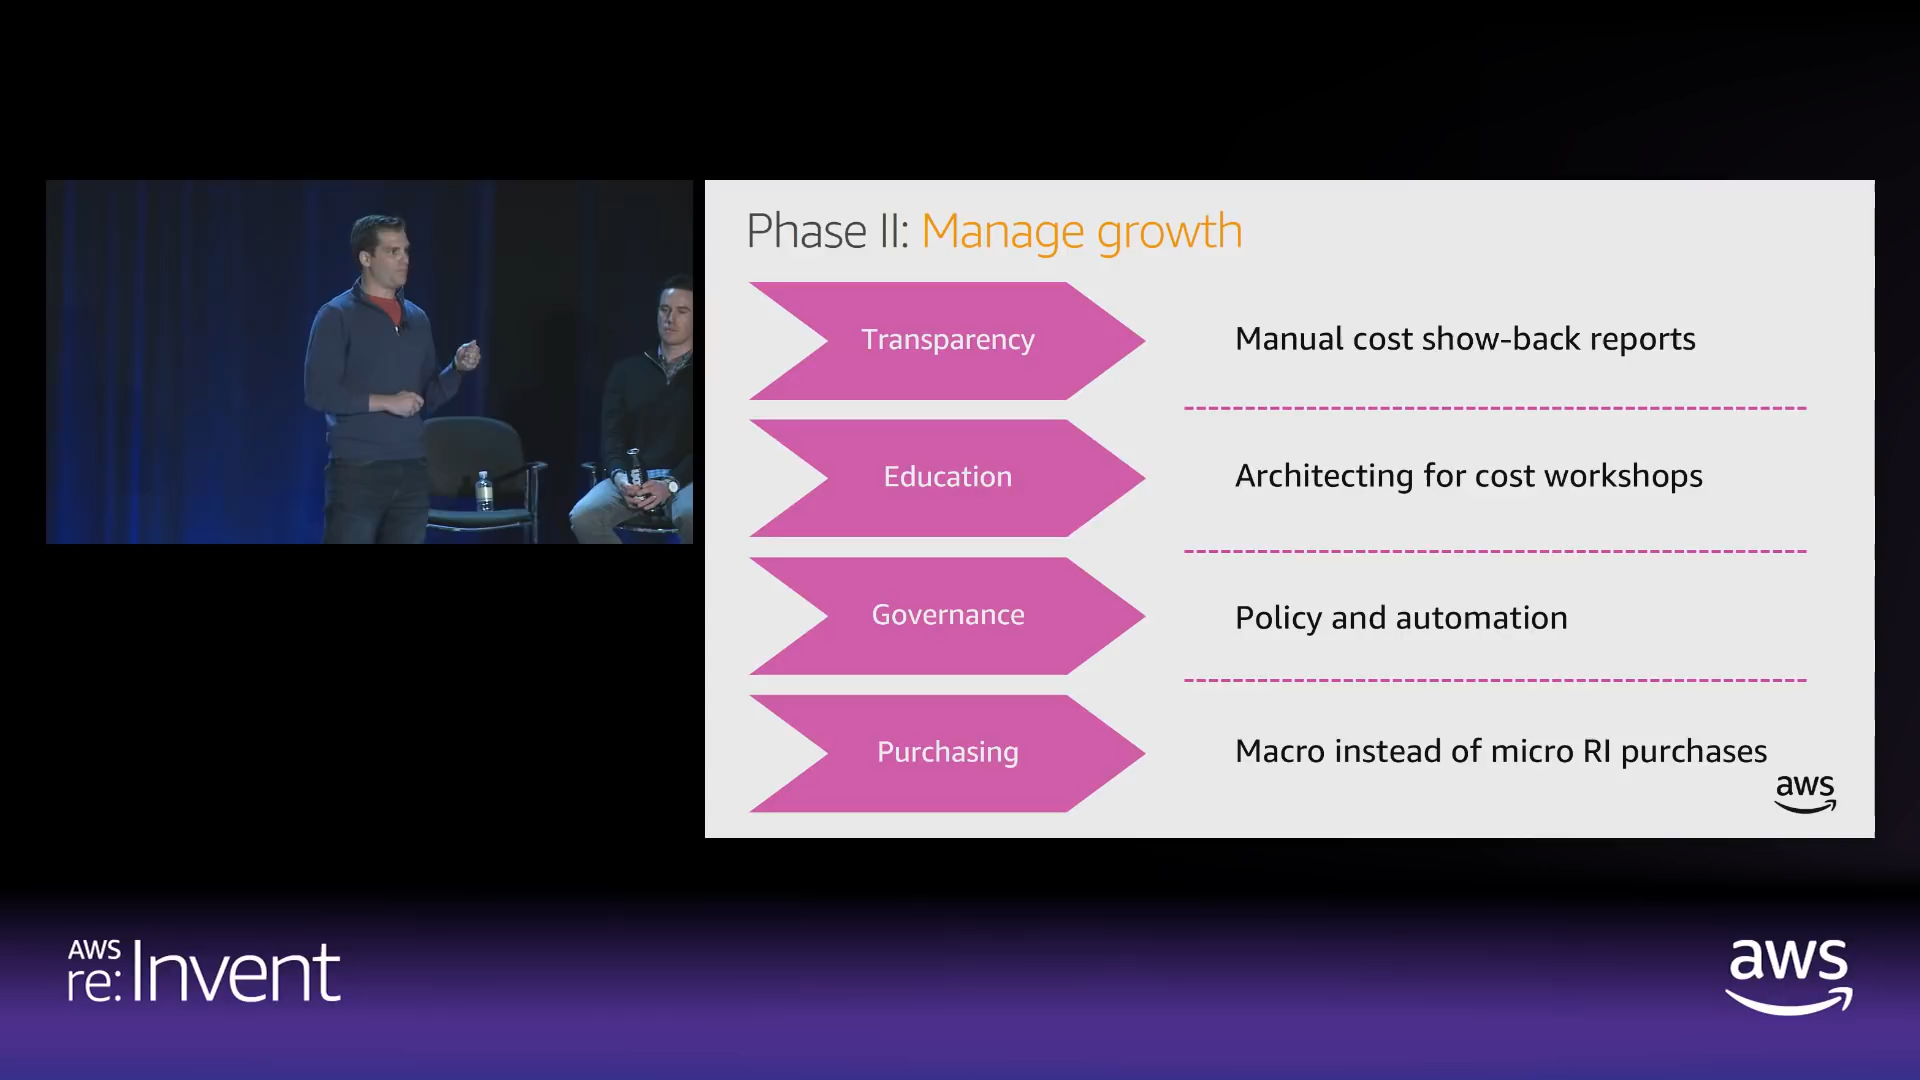 Phase II: Manage growth
Transparency
Manual cost show-back reports
Education
Architecting for cost workshops
Governance
Policy and automation
Purchasing
Macro instead of micro RI purchases
aws
AWS
re:Invent
aws